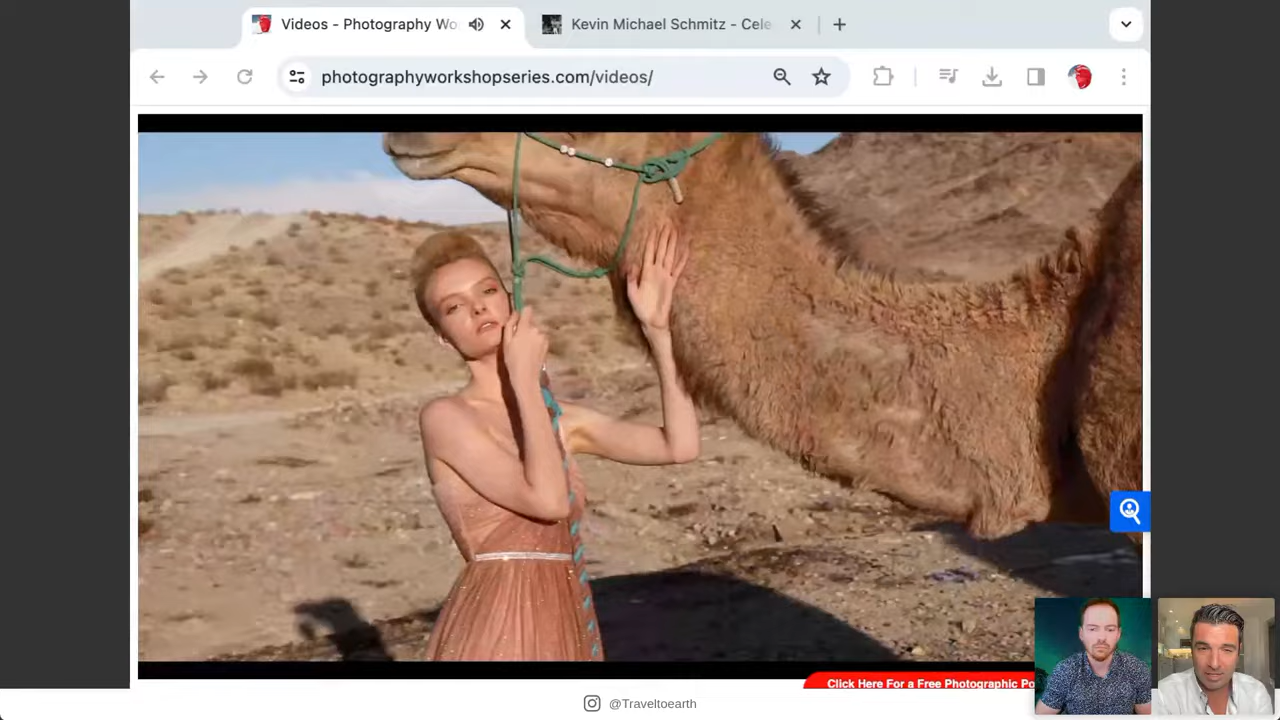 Videos - Photography Wo
Kevin Michael Schmitz - Cele
photographyworkshopseries.com/videos/
Click Here For a Free Photographic Po
@Traveltoearth